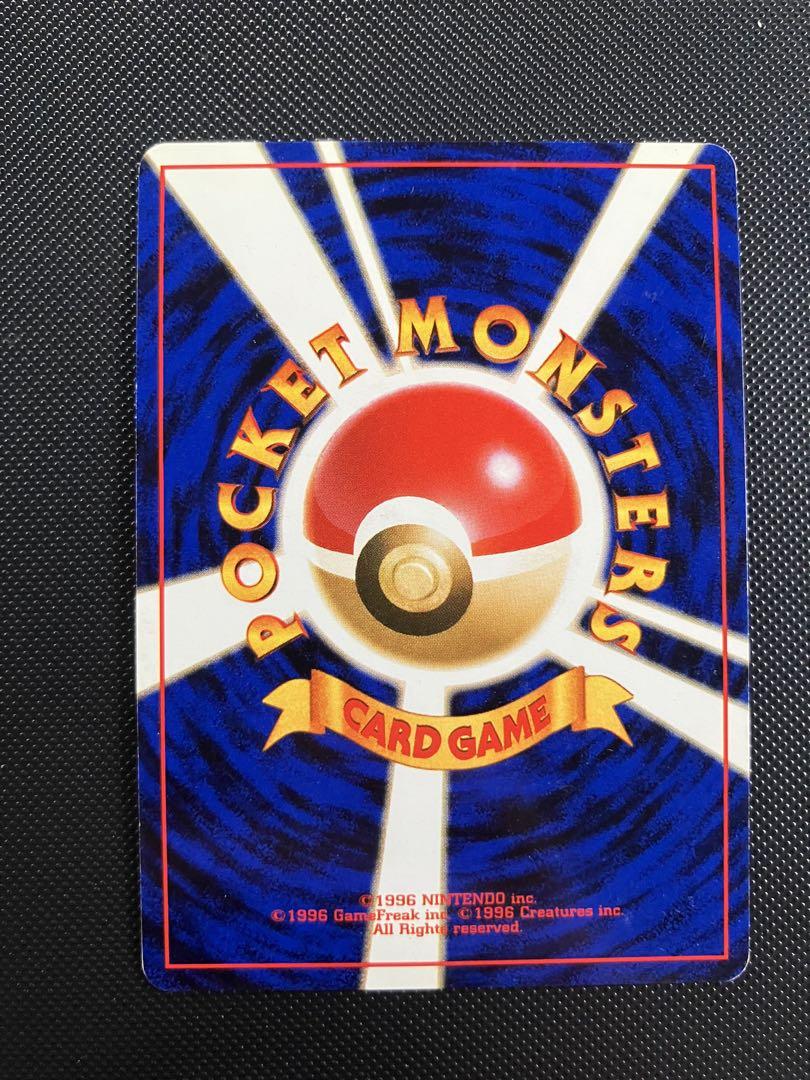 POCKET MONSTERS
CARD GAME
©1996 NINTENDO inc.
©1996 GameFreak inc. ©1996 Creatures inc.
All Rights reserved.